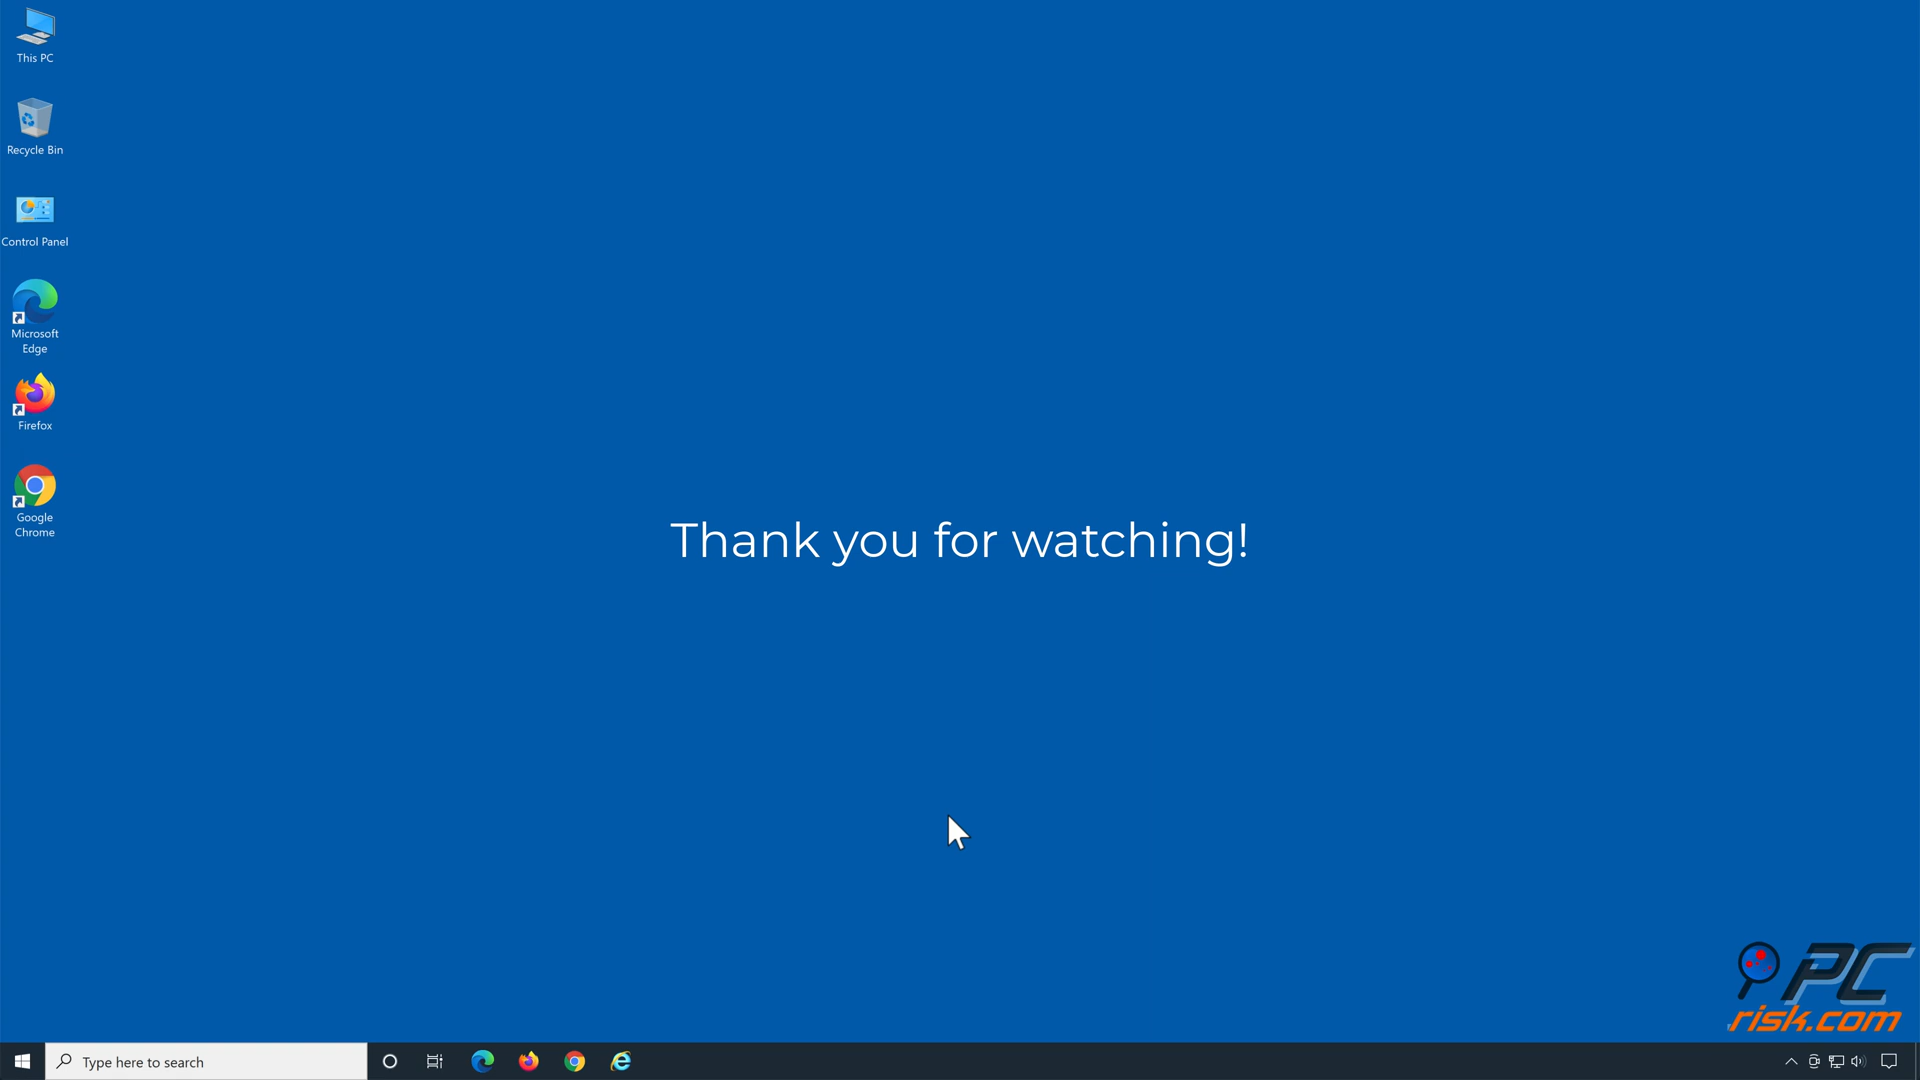 This PC
Recycle Bin
Control Panel
Microsoft
Edge
Firefox
Google
Chrome
Thank you for watching!
PC
risk.com
Type here to search